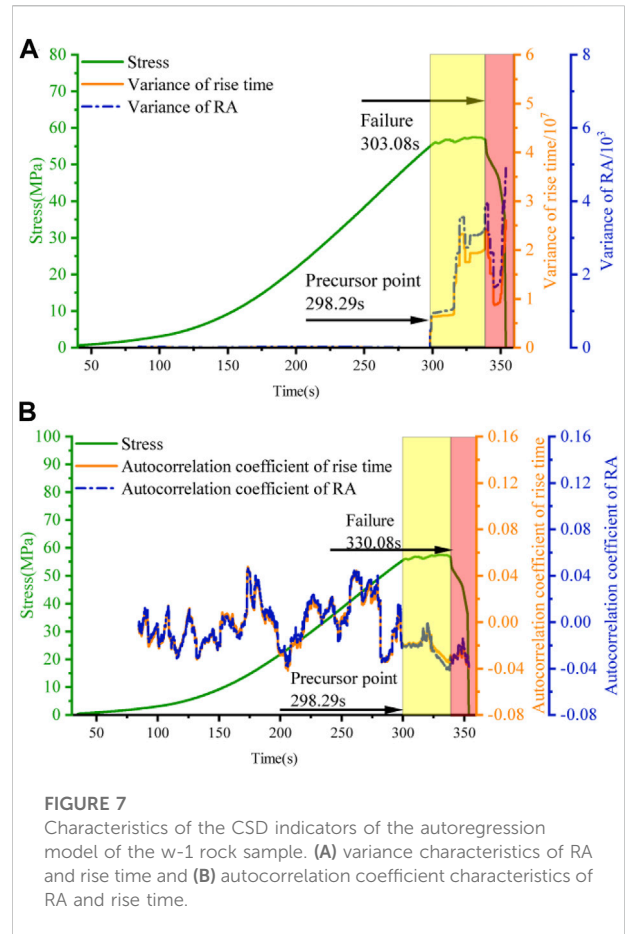 A
Stress
Variance of rise time
Variance of RA
Failure
303.08s
Precursor point
298.29s
80
70
60
50
40
30
20
10
0
Stress(MPa)
6
5
4
3
2
1
0
Variance of rise time/10⁷
8
6
4
2
0
Variance of RA/10³
50 100 150 200 250 300 350
Time(s)
B
Stress
Autocorrelation coefficient of rise time
Autocorrelation coefficient of RA
Failure
330.08s
Precursor point
298.29s
100
90
80
70
60
50
40
30
20
10
0
Stress(MPa)
0.16
0.12
0.08
0.04
0.00
-0.04
-0.08
Autocorrelation coefficient of rise time
0.16
0.12
0.08
0.04
0.00
-0.04
-0.08
Autocorrelation coefficient of RA
50 100 150 200 250 300 350
Time(s)
FIGURE 7
Characteristics of the CSD indicators of the autoregression
model of the w-1 rock sample. (A) variance characteristics of RA
and rise time and (B) autocorrelation coefficient characteristics of
RA and rise time.